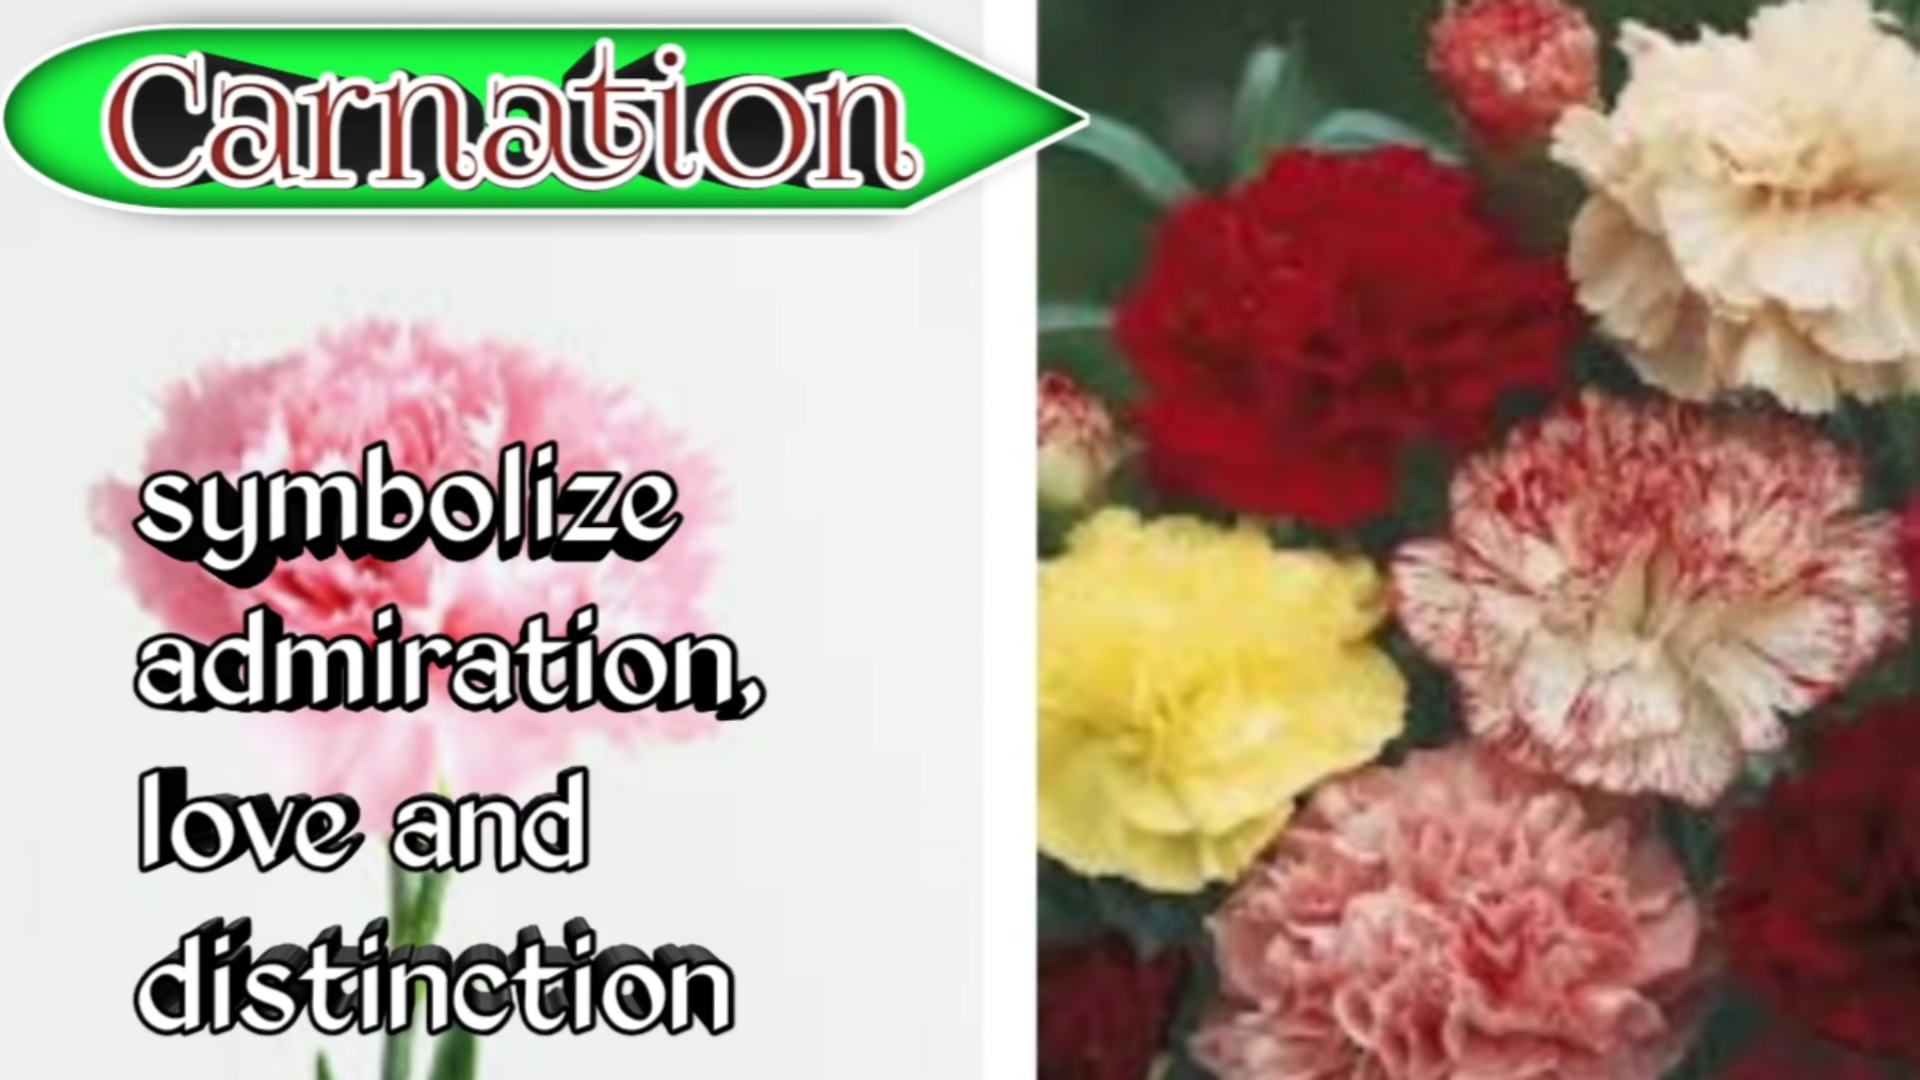 Carnation
symbolize
admiration,
love and
distinction